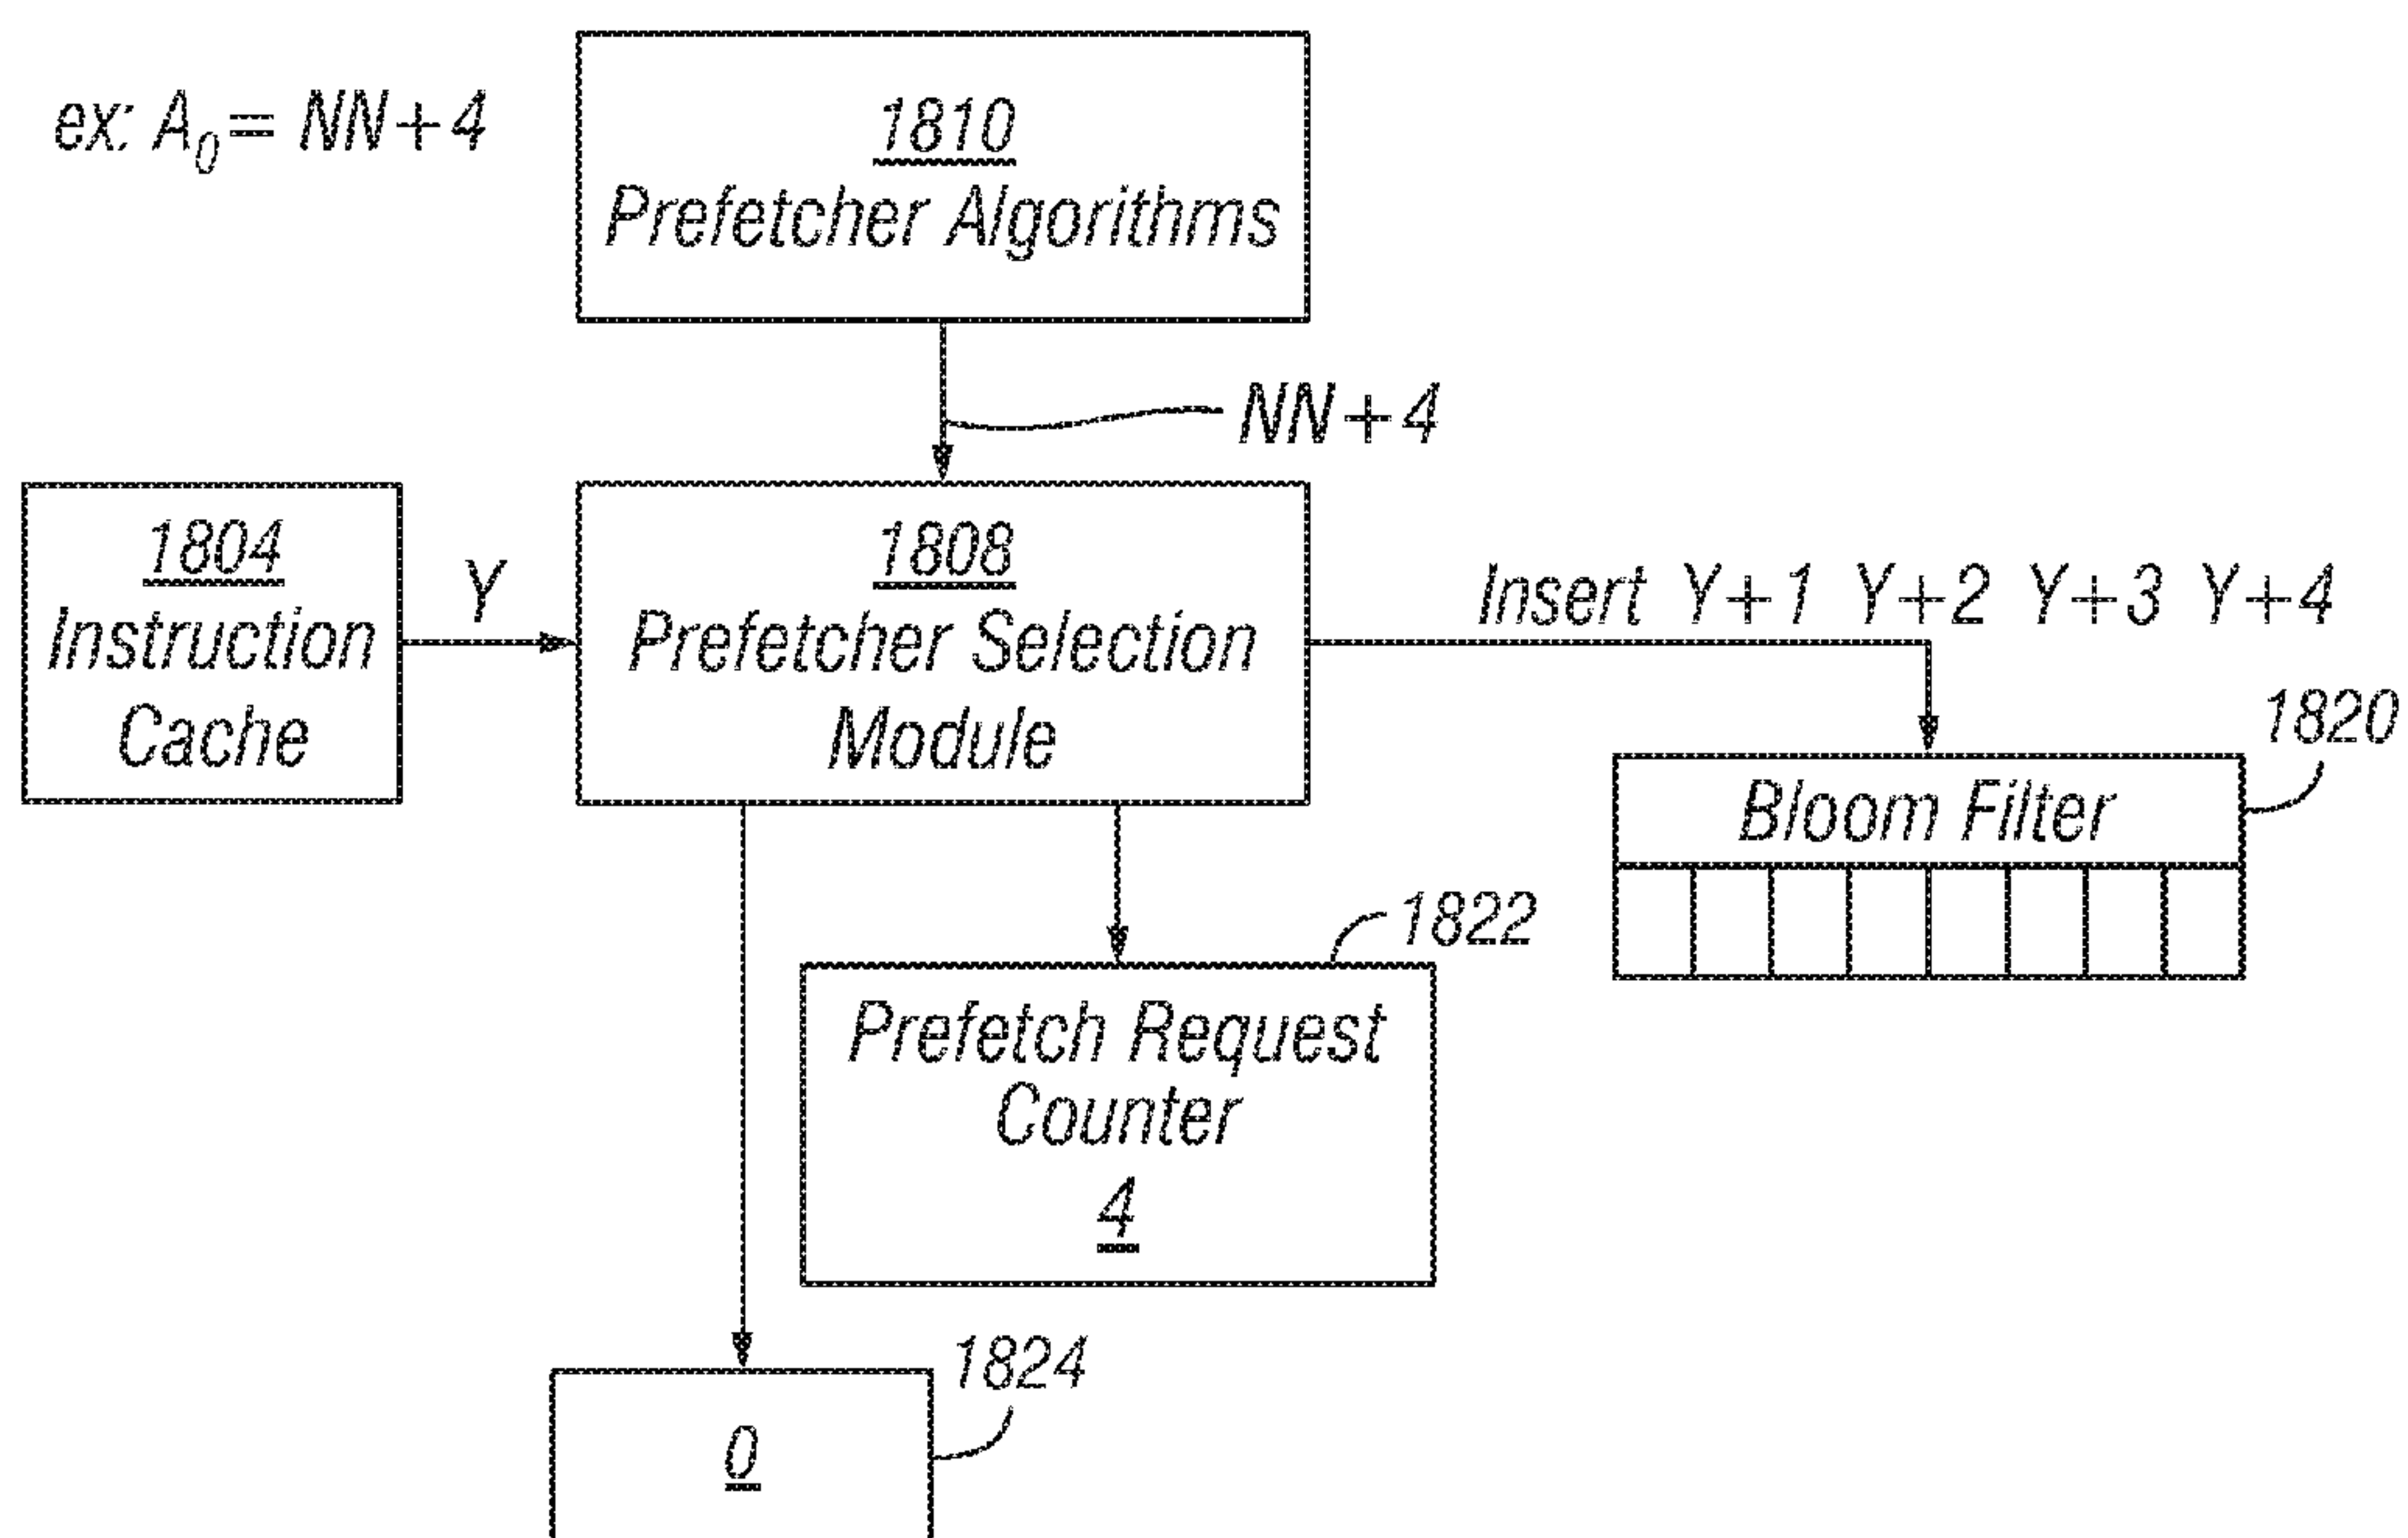 ex: A₀ = NN+4
1810
Prefetcher Algorithms
NN+4
1804
Instruction
Cache
Y
1808
Prefetcher Selection
Module
Insert Y+1 Y+2 Y+3 Y+4
1820
Bloom Filter
1822
Prefetch Request
Counter
4
1824
0